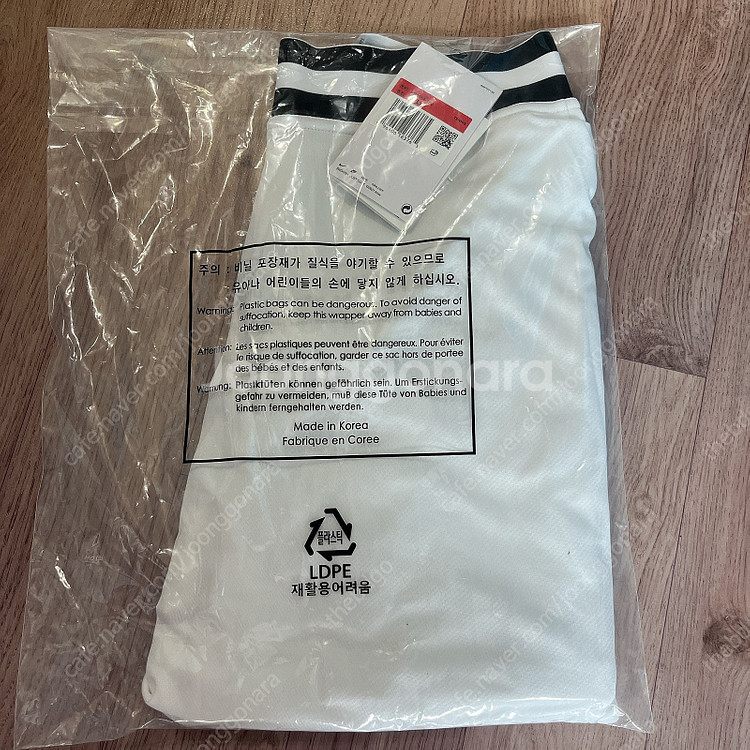 주의 : 비닐 포장재가 질식을 야기할 수 있으므로
유아나 어린이들의 손에 닿지 않게 하십시오.
Warning: Plastic bags can be dangerous. To avoid danger of
suffocation, keep this wrapper away from babies and
children.
Attention: Les sacs plastiques peuvent être dangereux. Pour éviter
le risque de suffocation, garder ce sac hors de portee
des bébés et des enfants.
Warnung: Plastiktüten können gefährlich sein. Um Erstickungs-
gefahr zu vermeiden, muß diese Tüte von Babies und
kindern ferngehalten werden.
Made in Korea
Fabrique en Coree
플라스틱
LDPE
재활용어려움
joonggonara
cafe.naver.com/joonggonara